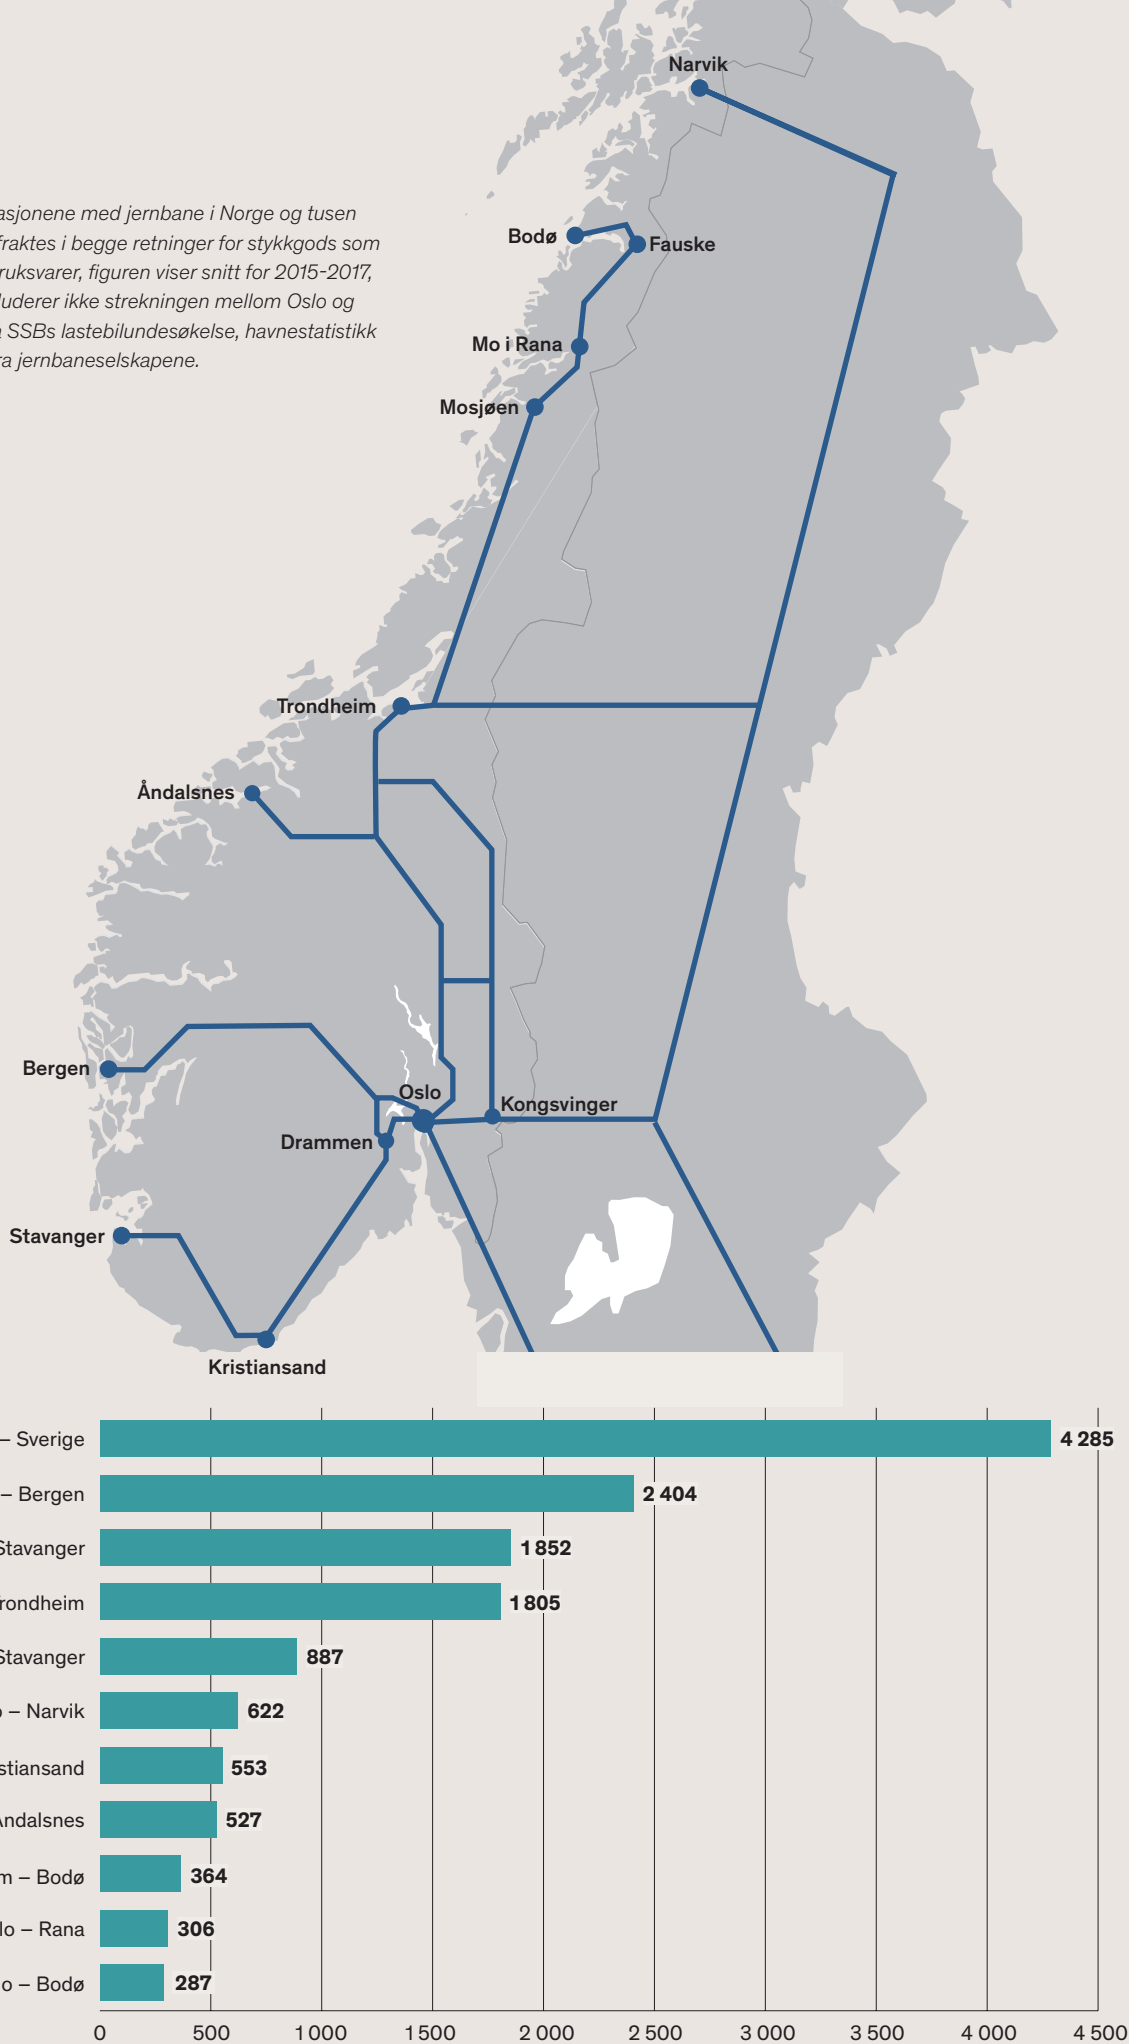 Narvik
asjonene med jernbane i Norge og tusen
fraktes i begge retninger for stykkgods som
ruksvarer, figuren viser snitt for 2015-2017,
luderer ikke strekningen mellom Oslo og
SSBs lastebilundesøkelse, havnestatistikk
ra jernbaneselskapene.
Bodø
Fauske
Mo i Rana
Mosjøen
Trondheim
Åndalsnes
Bergen
Oslo
Kongsvinger
Drammen
Stavanger
Kristiansand
– Sverige 4 285
– Bergen 2 404
Stavanger 1 852
rondheim 1 805
Stavanger 887
o – Narvik 622
stiansand 553
Åndalsnes 527
m – Bodø 364
lo – Rana 306
o – Bodø 287
0 500 1 000 1 500 2 000 2 500 3 000 3 500 4 000 4 500